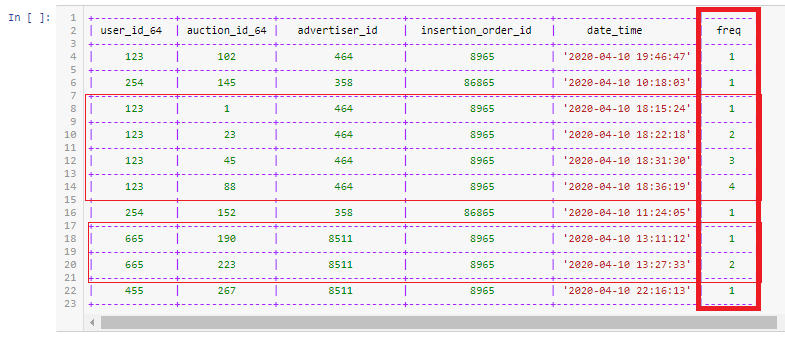 In [ ]:
1 +-------------+--------------+-----------------+---------------------+---------------------+-------
2 | user_id_64 | auction_id_64 | advertiser_id | insertion_order_id | date_time | freq
3
4 | 123 | 102 | 464 | 8965 | '2020-04-10 19:46:47' 1
5
6 | 254 | 145 | 358 | 86865 | '2020-04-10 10:18:03' 1
7
8 | 123 | 1 | 464 | 8965 | '2020-04-10 18:15:24' 1
9
10 | 123 | 23 | 464 | 8965 | '2020-04-10 18:22:18' 2
11
12 | 123 | 45 | 464 | 8965 | '2020-04-10 18:31:30' 3
13
14 | 123 | 88 | 464 | 8965 | '2020-04-10 18:36:19' 4
15
16 | 254 | 152 | 358 | 86865 | '2020-04-10 11:24:05' 1
17
18 | 665 | 190 | 8511 | 8965 | '2020-04-10 13:11:12' 1
19
20 | 665 | 223 | 8511 | 8965 | '2020-04-10 13:27:33' 2
21
22 | 455 | 267 | 8511 | 8965 | '2020-04-10 22:16:13' 1
23